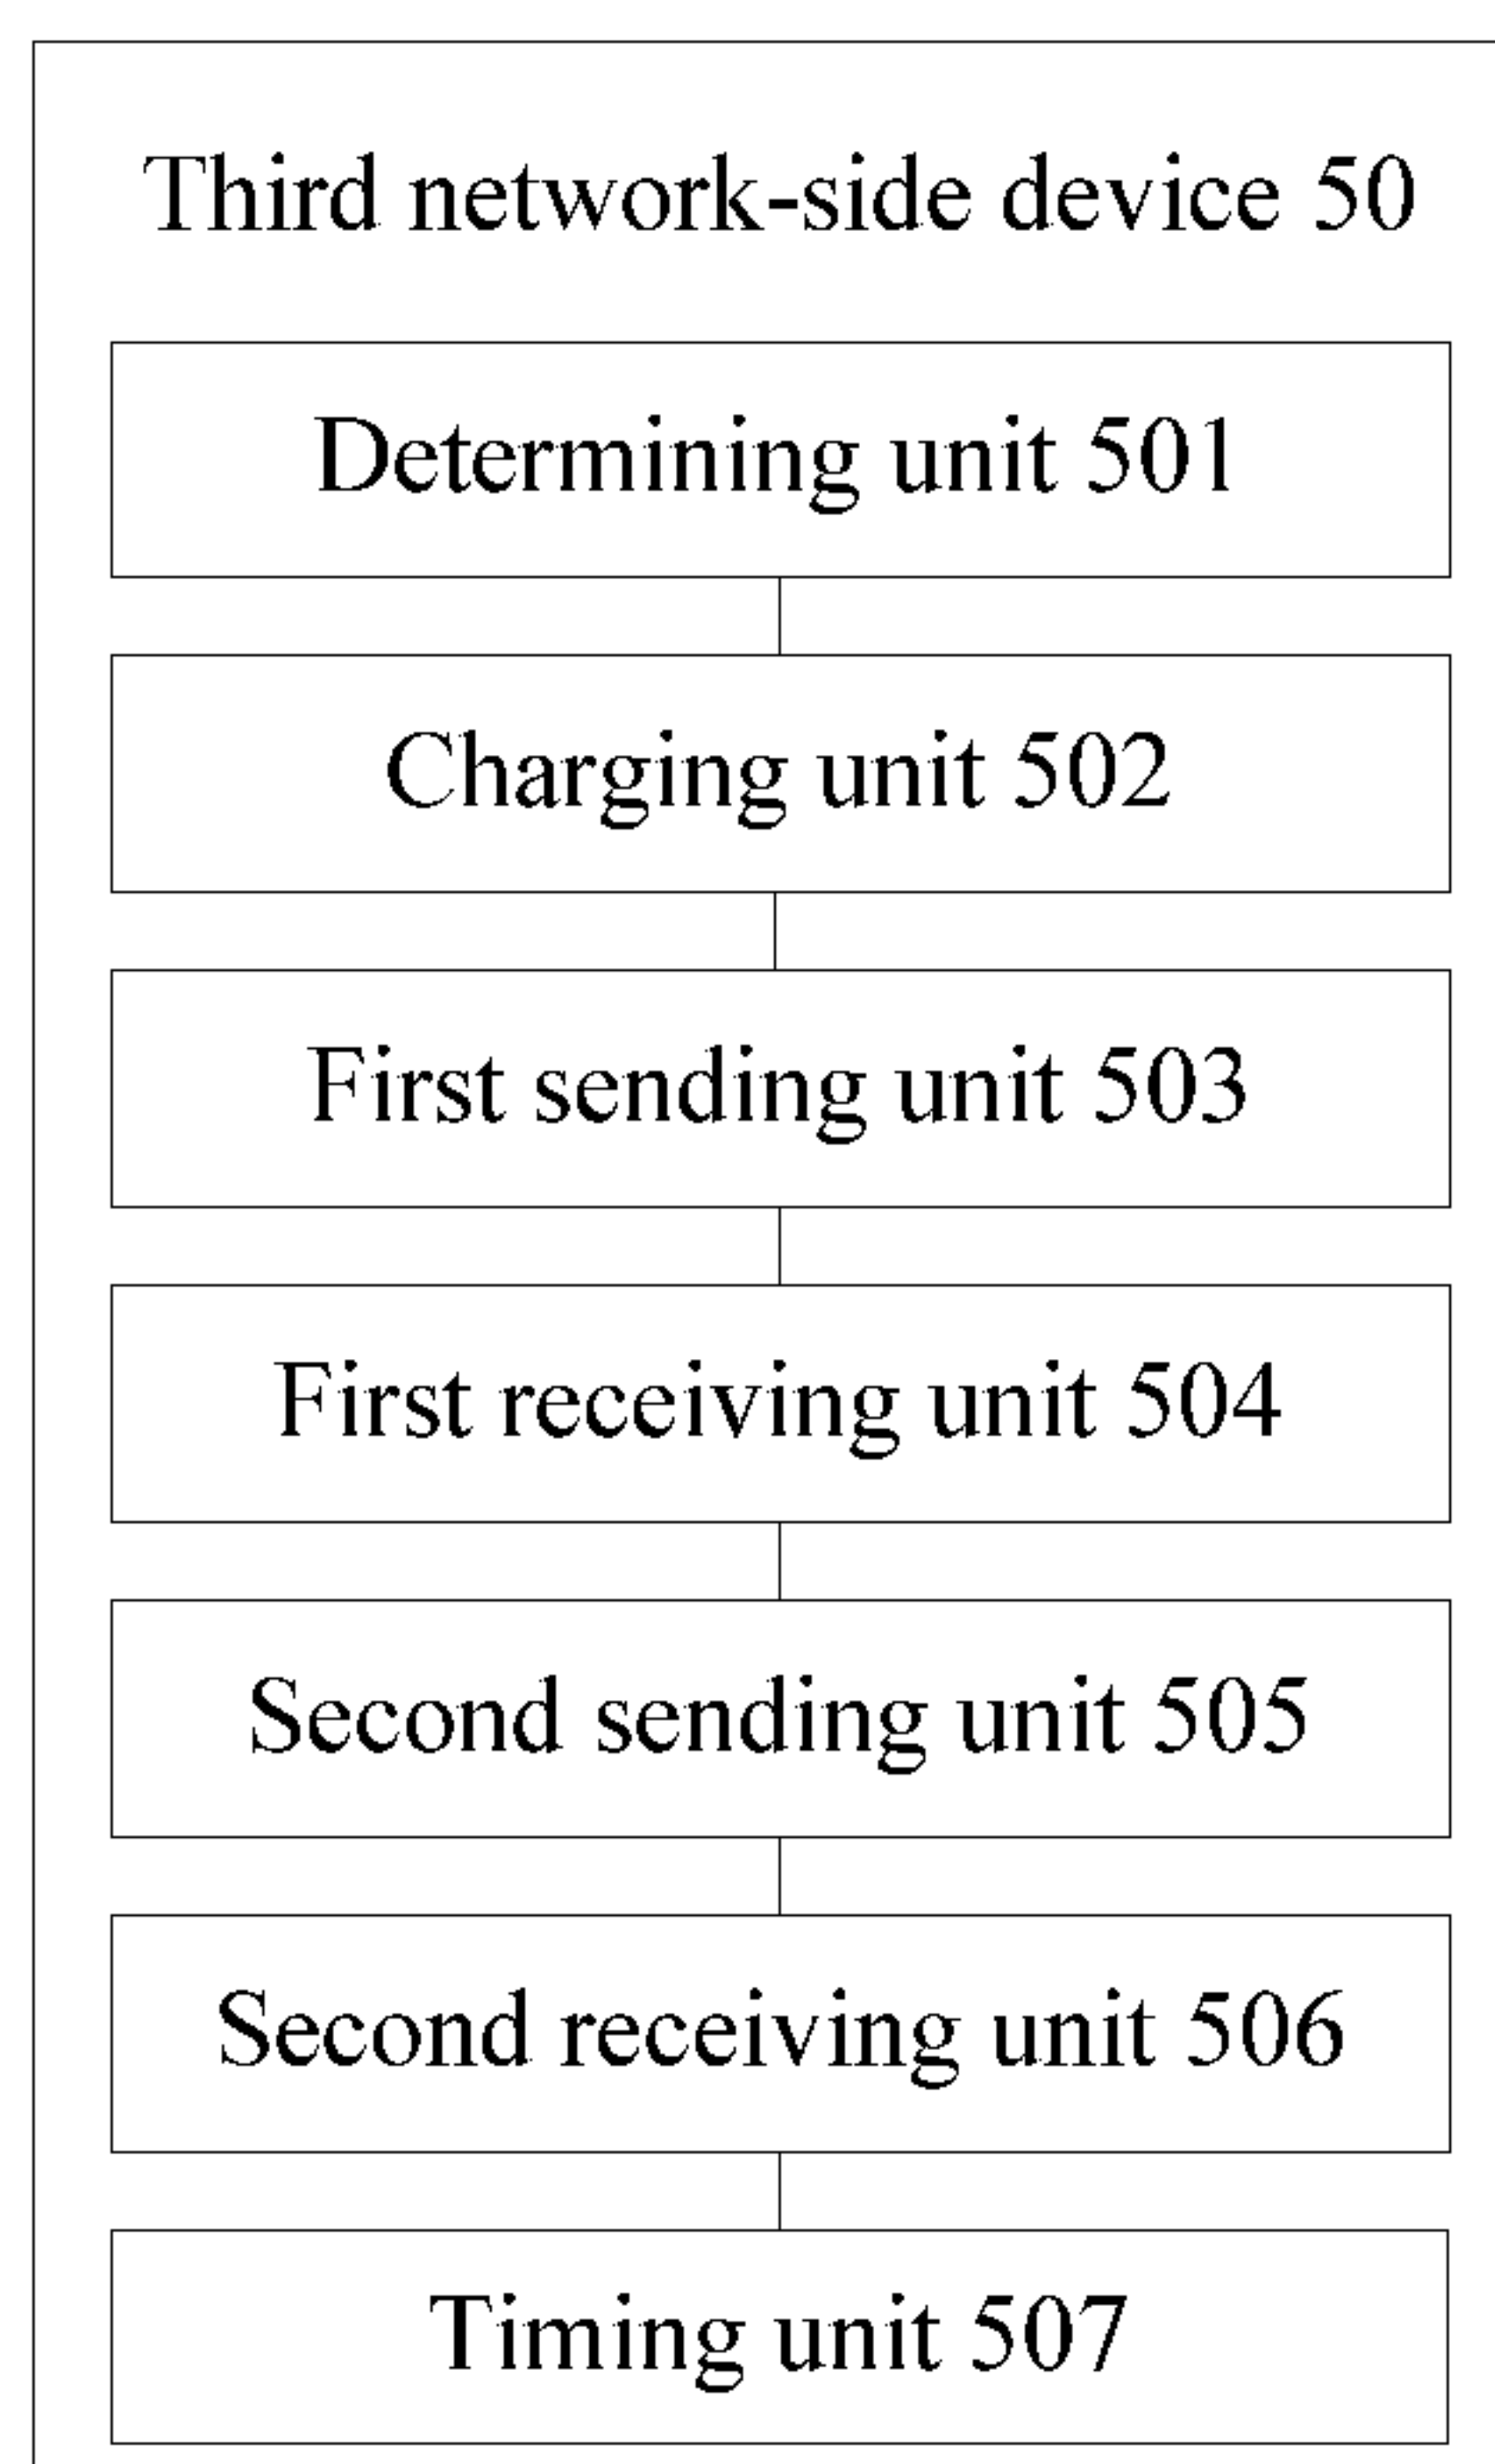 Third network-side device 50
Determining unit 501
Charging unit 502
First sending unit 503
First receiving unit 504
Second sending unit 505
Second receiving unit 506
Timing unit 507